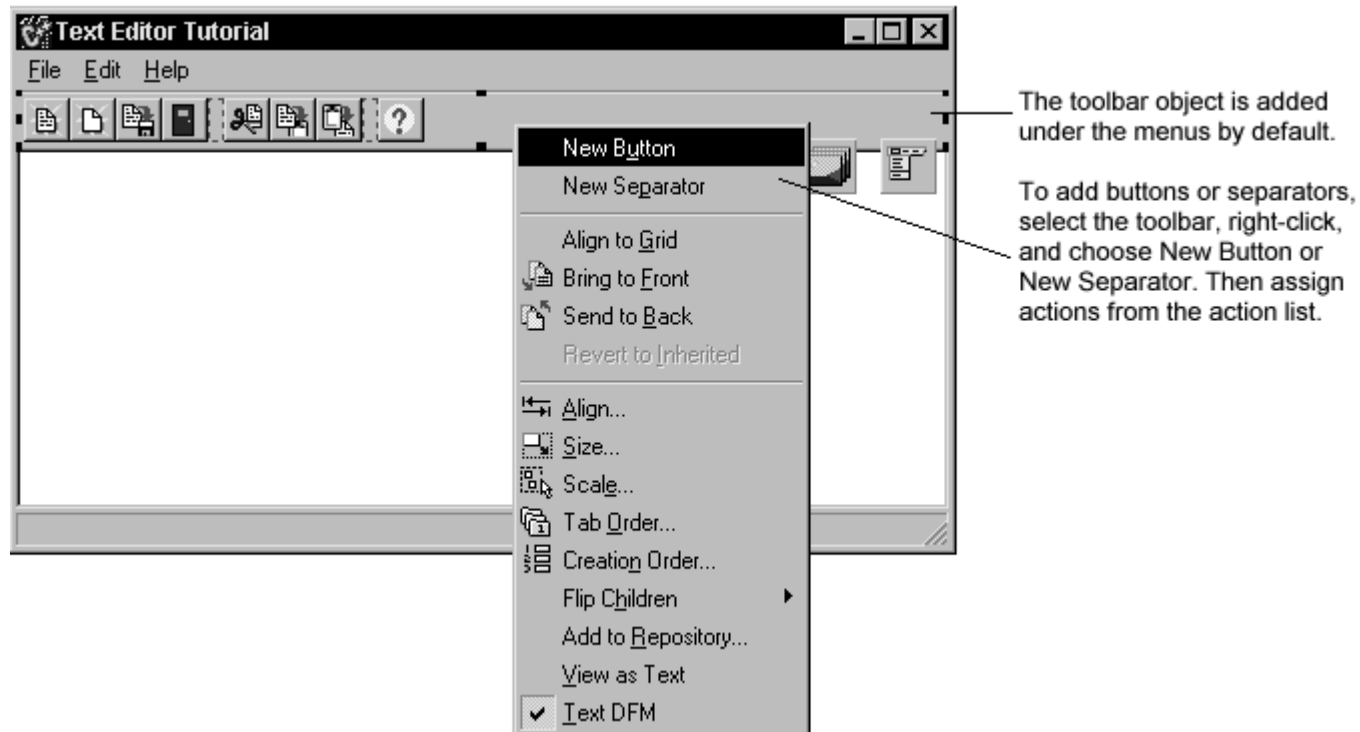 Text Editor Tutorial
File Edit Help
New Button
New Separator
Align to Grid
Bring to Front
Send to Back
Revert to Inherited
Align...
Size...
Scale...
Tab Order...
Creation Order...
Flip Children
Add to Repository...
View as Text
Text DFM
The toolbar object is added
under the menus by default.
To add buttons or separators,
select the toolbar, right-click,
and choose New Button or
New Separator. Then assign
actions from the action list.